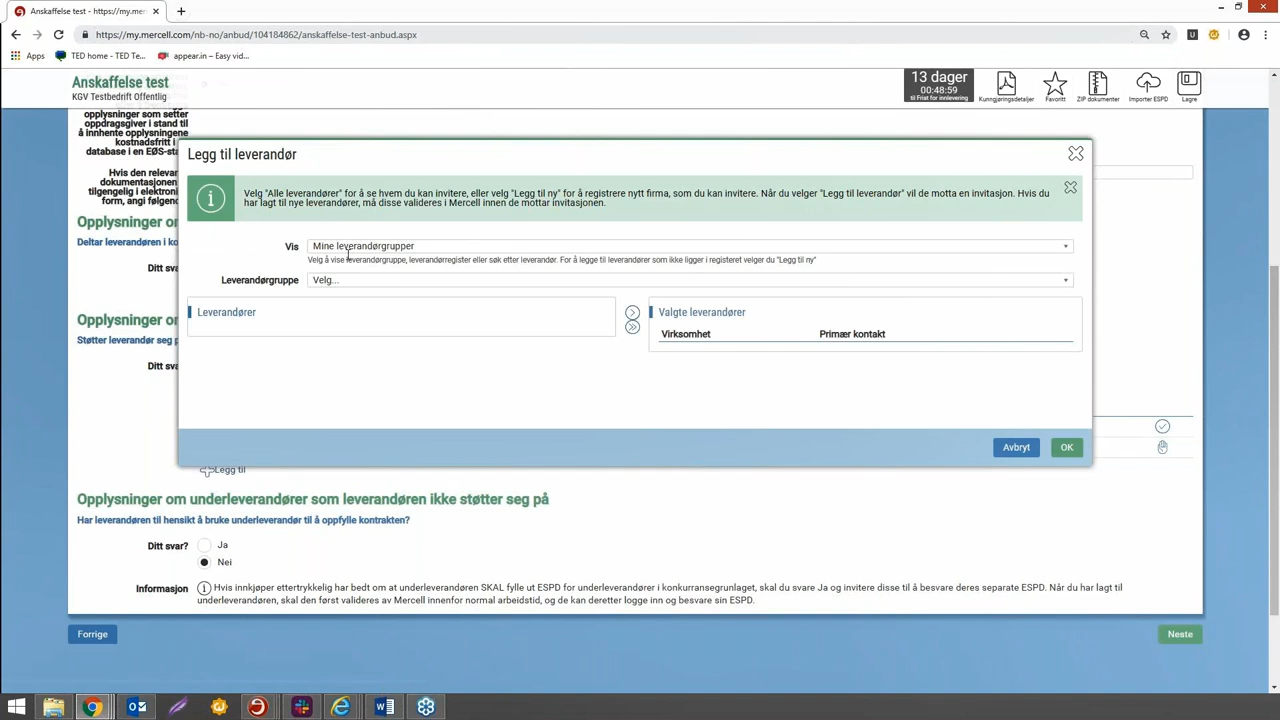 Anskaffelse test - https://my.me
https://my.mercell.com/nb-no/anbud/104184862/anskaffelse-test-anbud.aspx
Apps
TED home - TED Te...
appear.in – Easy vid...
Anskaffelse test
KGV Testbedrift Offentlig
13 dager
00:48:59
til Frist for innlevering
Kunngjøringsdetaljer
Favoritt
ZIP dokumenter
Importer ESPD
Lagre
opplysninger som setter
oppdragsgiver i stand til
å innhente opplysningene
kostnadsfritt i
database i en EØS-sta
Hvis den relevan
dokumentasjonen
tilgjengelig i elektroni
form, angi følgend
Opplysninger om
Deltar leverandøren i ko
Ditt sva
Opplysninger om
Støtter leverandør seg p
Ditt sva
Legg til leverandør
Velg "Alle leverandører" for å se hvem du kan invitere, eller velg "Legg til ny" for å registrere nytt firma, som du kan invitere. Når du velger "Legg til leverandør" vil de motta en invitasjon. Hvis du
har lagt til nye leverandører, må disse valideres i Mercell innen de mottar invitasjonen.
Vis
Mine leverandørgrupper
Velg å vise leverandørgruppe, leverandørregister eller søk etter leverandør. For å legge til leverandører som ikke ligger i registeret velger du "Legg til ny"
Leverandørgruppe
Velg...
Leverandører
Valgte leverandører
Virksomhet
Primær kontakt
Avbryt
OK
Legg til
Opplysninger om underleverandører som leverandøren ikke støtter seg på
Har leverandøren til hensikt å bruke underleverandør til å oppfylle kontrakten?
Ditt svar?
Ja
Nei
Informasjon
Hvis innkjøper ettertrykkelig har bedt om at underleverandøren SKAL fylle ut ESPD for underleverandører i konkurransegrunlaget, skal du svare Ja og invitere disse til å besvare deres separate ESPD. Når du har lagt til
underleverandøren, skal den først valideres av Mercell innenfor normal arbeidstid, og de kan deretter logge inn og besvare sin ESPD.
Forrige
Neste